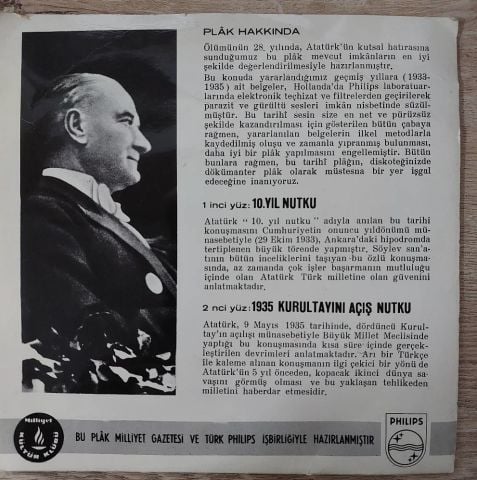 PLÂK HAKKINDA
Ölümünün 28. yılında, Atatürk'ün kutsal hatırasına
sunduğumuz bu plâk mevcut imkânların en iyi
şekilde değerlendirilmesiyle hazırlanmıştır.
Bu konuda yararlandığımız geçmiş yıllara (1933-
1935) ait belgeler, Hollanda'da Philips laboratuar-
larında elektronik teçhizat ve filtrelerden geçirilerek
parazit ve gürültü sesleri imkân nisbetinde süzül-
müştür. Bu tarihî sesin size en net ve pürüzsüz
şekilde kazandırılması için gösterilen bütün çabaya
rağmen, yararlanılan belgelerin ilkel metodlarla
kaydedilmiş oluşu ve zamanla yıpranmış bulunması,
daha iyi bir plâk yapılmasını engellemiştir. Bütün
bunlara rağmen, bu tarihî plâğın, diskoteğinizde
dökümanter plâk olarak müstesna bir yer işgal
edeceğine inanıyoruz.
1 inci yüz: 10.YIL NUTKU
Atatürk "10. yıl nutku" adıyla anılan bu tarihî
konuşmasını Cumhuriyetin onuncu yıldönümü mü-
nasebetiyle (29 Ekim 1933), Ankara'daki hipodromda
tertiplenen büyük törende yapmıştır. Söylev san'a-
tının bütün inceliklerini taşıyan bu özlü konuşma-
sında, az zamanda çok işler başarmanın mutluluğu
içinde olan Atatürk Türk milletine olan güvenini
anlatmaktadır.
2 nci yüz: 1935 KURULTAYINI AÇIŞ NUTKU
Atatürk, 9 Mayıs 1935 tarihinde, dördüncü Kurul-
tay'ın açılışı münasebetiyle Büyük Millet Meclisinde
yaptığı bu konuşmasında kısa süre içinde gerçek-
leştirilen devrimleri anlatmaktadır. Arı bir Türkçe
ile kaleme alınan konuşmanın ilgi çekici bir yönü de
Atatürk'ün 5 yıl önceden, kopacak ikinci dünya sa-
vaşını görmüş olması ve bu yaklaşan tehlikeden
milletini haberdar etmesidir.
Milliyet
KÜLTÜR KLÜBÜ
BU PLÂK MİLLİYET GAZETESİ VE TÜRK PHILIPS İŞBİRLİĞİYLE HAZIRLANMIŞTIR
PHILIPS